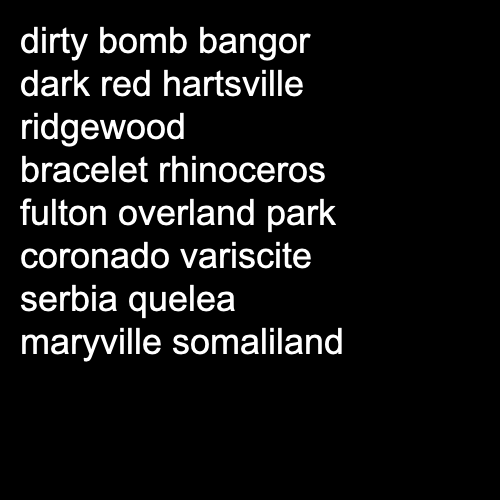 dirty bomb bangor
dark red hartsville
ridgewood
bracelet rhinoceros
fulton overland park
coronado variscite
serbia quelea
maryville somaliland